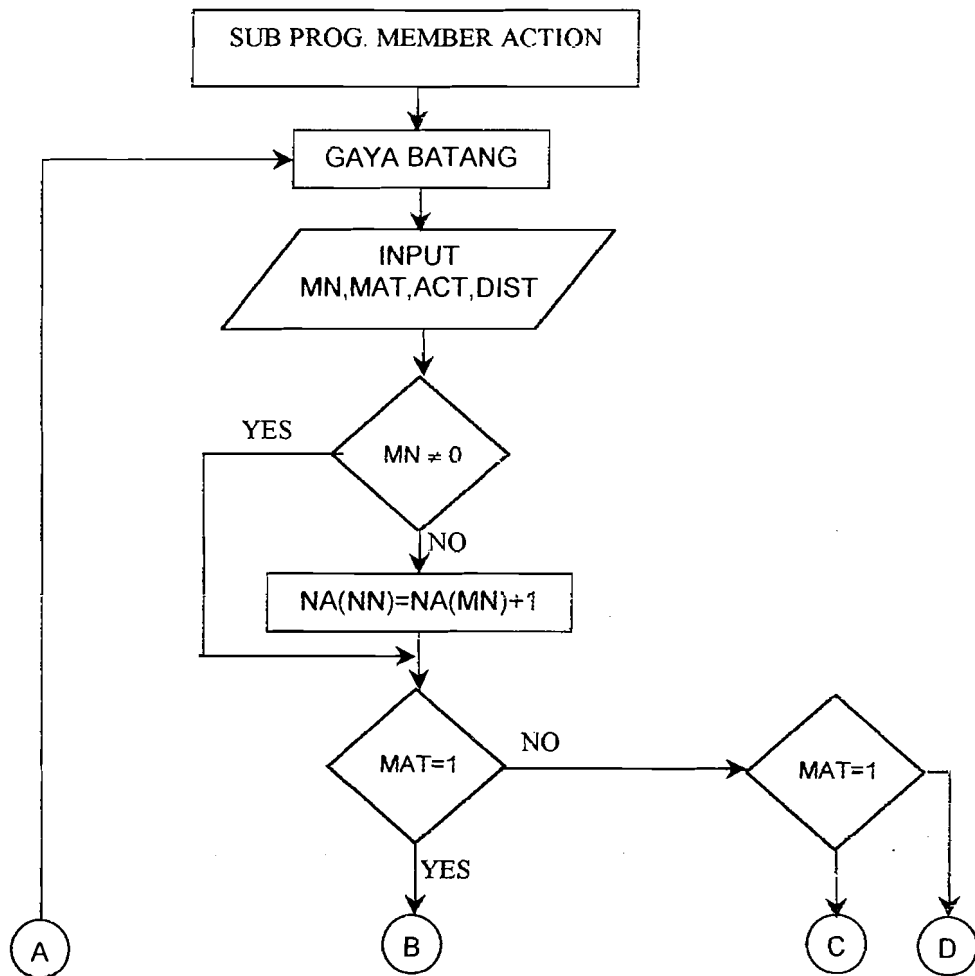 SUB PROG. MEMBER ACTION
GAYA BATANG
INPUT
MN,MAT,ACT,DIST
YES
MN ≠ 0
NO
NA(NN)=NA(MN)+1
MAT=1
NO
MAT=1
YES
A
B
C
D